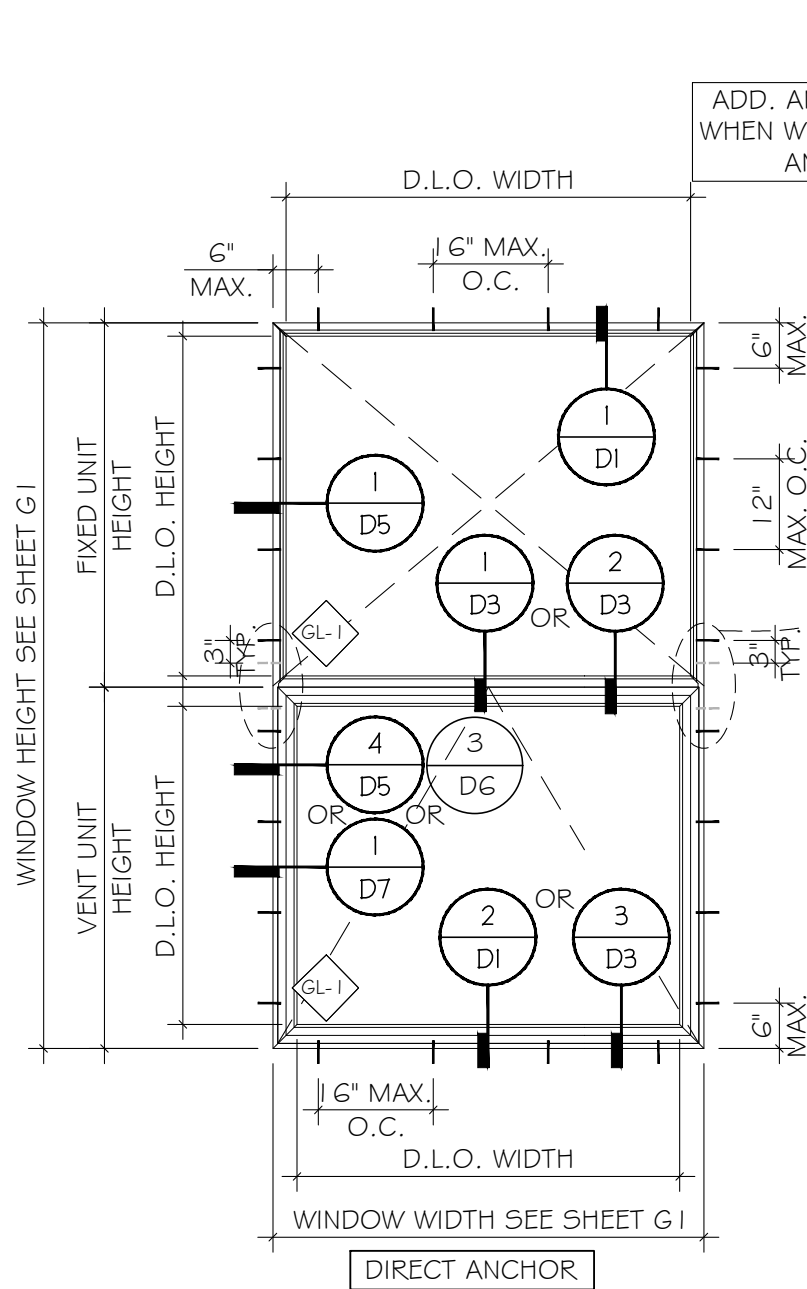 ADD.
WHEN
D.L.O. WIDTH
6"
MAX.
16" MAX.
O.C.
6"
MAX.
12"
MAX. O.C.
3"
TYP.
WINDOW HEIGHT SEE SHEET G1
FIXED UNIT
HEIGHT
D.L.O. HEIGHT
1
D1
1
D5
1
D3
OR
2
D3
GL-1
3"
TYP.
VENT UNIT
HEIGHT
D.L.O. HEIGHT
4
D5
3
D6
OR
OR
1
D7
2
D1
OR
3
D3
GL-1
6"
MAX.
16" MAX.
O.C.
D.L.O. WIDTH
WINDOW WIDTH SEE SHEET G1
DIRECT ANCHOR